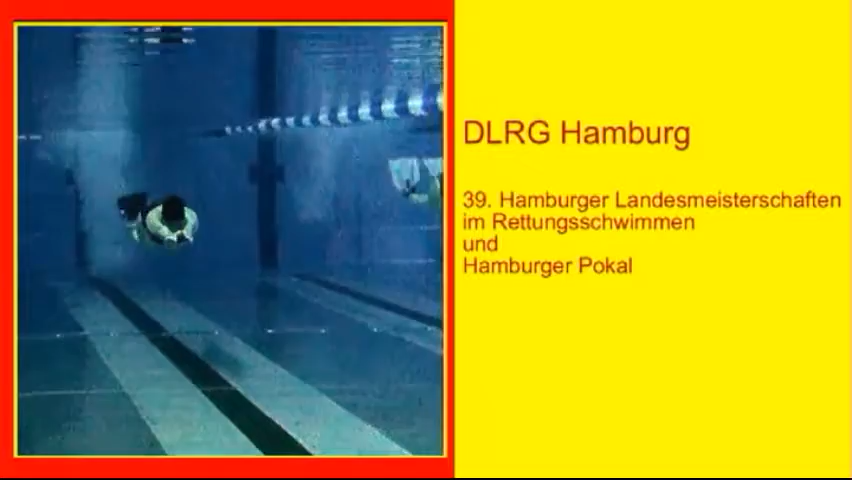 DLRG Hamburg
39. Hamburger Landesmeisterschaften
im Rettungsschwimmen
und
Hamburger Pokal